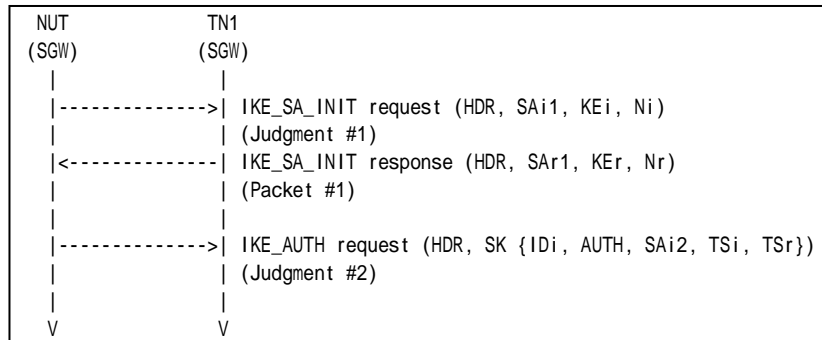 NUT TN1
(SGW) (SGW)
| |
|-------------->| IKE_SA_INIT request (HDR, SAi1, KEi, Ni)
| | (Judgment #1)
|<--------------| IKE_SA_INIT response (HDR, SAr1, KEr, Nr)
| | (Packet #1)
| |
|-------------->| IKE_AUTH request (HDR, SK {IDi, AUTH, SAi2, TSi, TSr})
| | (Judgment #2)
| |
V V